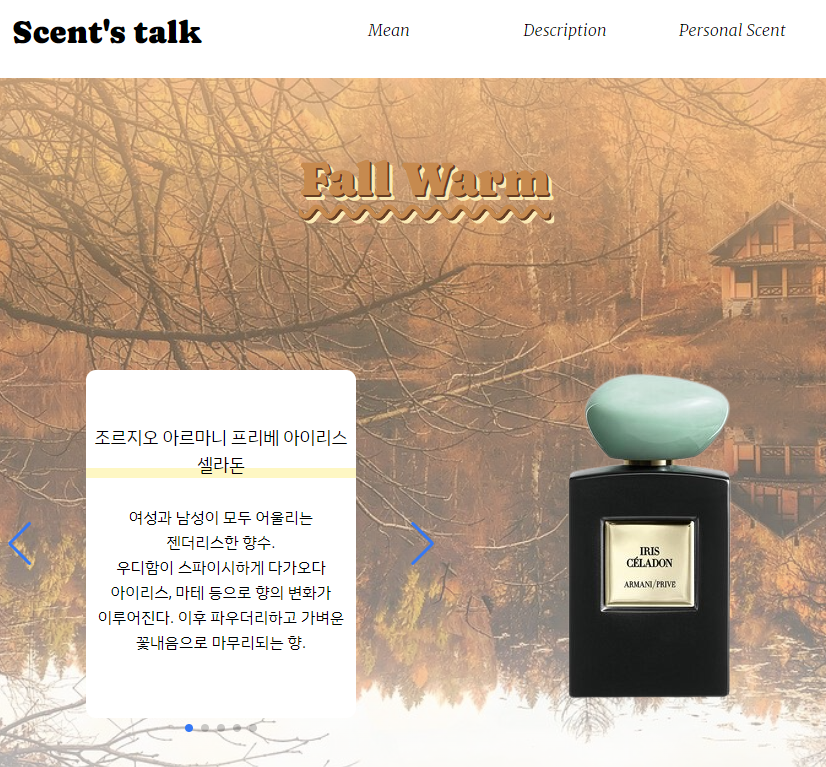 Scent's talk
Mean
Description
Personal Scent
Fall Warm
조르지오 아르마니 프리베 아이리스
셀라돈
여성과 남성이 모두 어울리는
젠더리스한 향수.
우디함이 스파이시하게 다가오다
아이리스, 마테 등으로 향의 변화가
이루어진다. 이후 파우더리하고 가벼운
꽃내음으로 마무리되는 향.
IRIS
CÉLADON
ARMANI/PRIVÉ